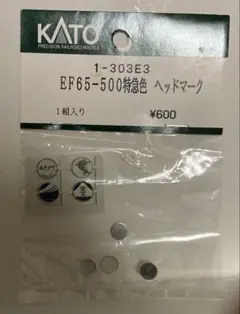 KATO
PRECISION RAILROAD MODELS
1-303E3
EF65-500特急色 ヘッドマーク
1組入り ¥600